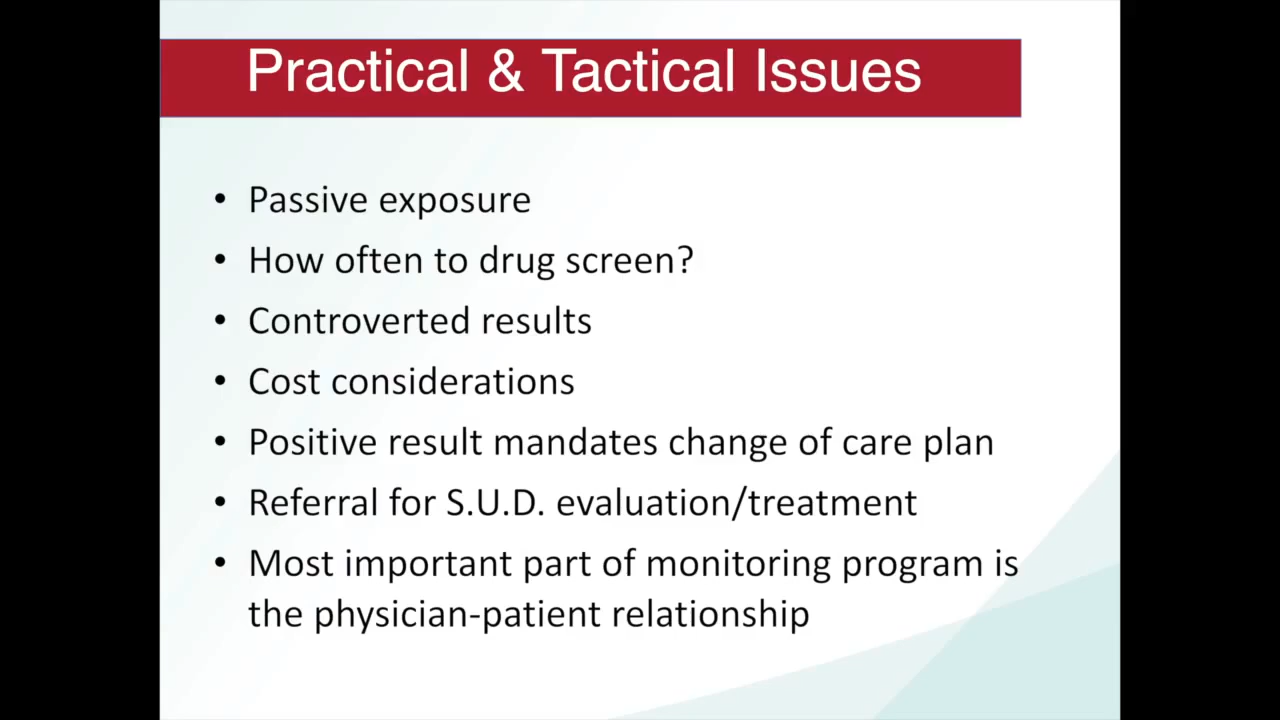 Practical & Tactical Issues
• Passive exposure
• How often to drug screen?
• Controverted results
• Cost considerations
• Positive result mandates change of care plan
• Referral for S.U.D. evaluation/treatment
• Most important part of monitoring program is
the physician-patient relationship